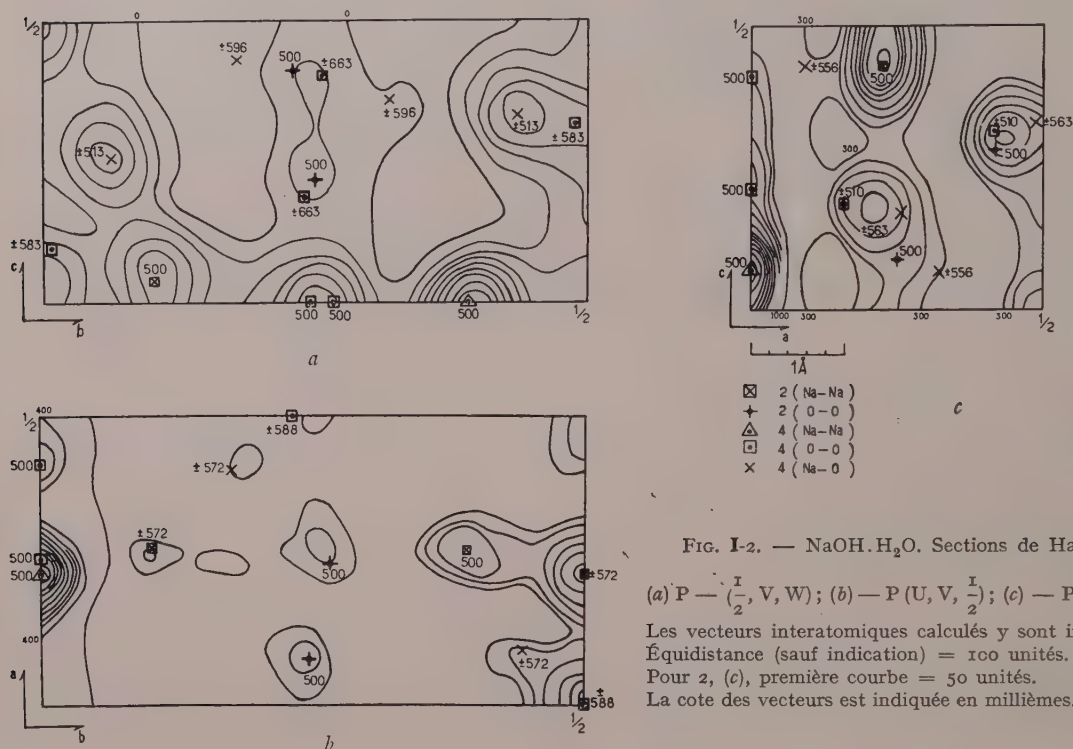 1/2
0
0
±596
500
±663
±596
±513
±583
±513
500
±663
±583
500
500
500
500
1/2
c
b
a
1/2
300
±556
500
500
±510
±563
500
300
500
±510
±563
500
500
±556
1000
300
300
300
1/2
c
a
1Å
2 (Na–Na)
2 (O–O)
4 (Na–Na)
4 (O–O)
4 (Na–O)
c
1/2
400
±588
500
±572
±572
500
500
500
500
±572
400
500
±572
±588
1/2
a
b
b
FIG. I-2. — NaOH.H₂O. Sections de Ha
(a) P — (1/2, V, W); (b) — P (U, V, 1/2); (c) — P
Les vecteurs interatomiques calculés y sont i
Équidistance (sauf indication) = 100 unités.
Pour 2, (c), première courbe = 50 unités.
La cote des vecteurs est indiquée en millièmes.